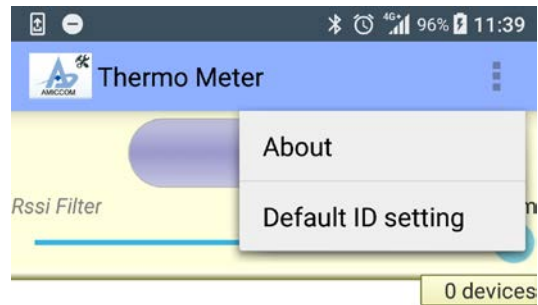 4G 96% 11:39
AMICCOM Thermo Meter
About
Rssi Filter
Default ID setting
0 devices